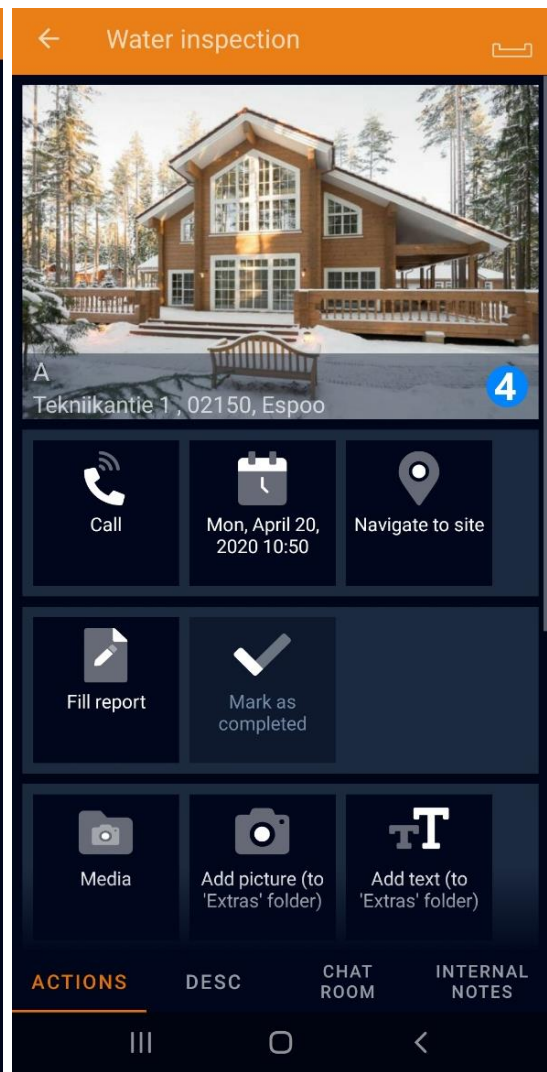 Water inspection
A
Tekniikantie 1 , 02150, Espoo
4
Call
Mon, April 20,
2020 10:50
Navigate to site
Fill report
Mark as
completed
Media
Add picture (to
'Extras' folder)
TT
Add text (to
'Extras' folder)
ACTIONS
DESC
CHAT
ROOM
INTERNAL
NOTES